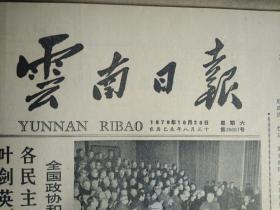 雲南日報
YUNNAN RIBAO
1979年10月20日 星期六
农历己未年八月三十
各民主
叶剑英
全国政协和